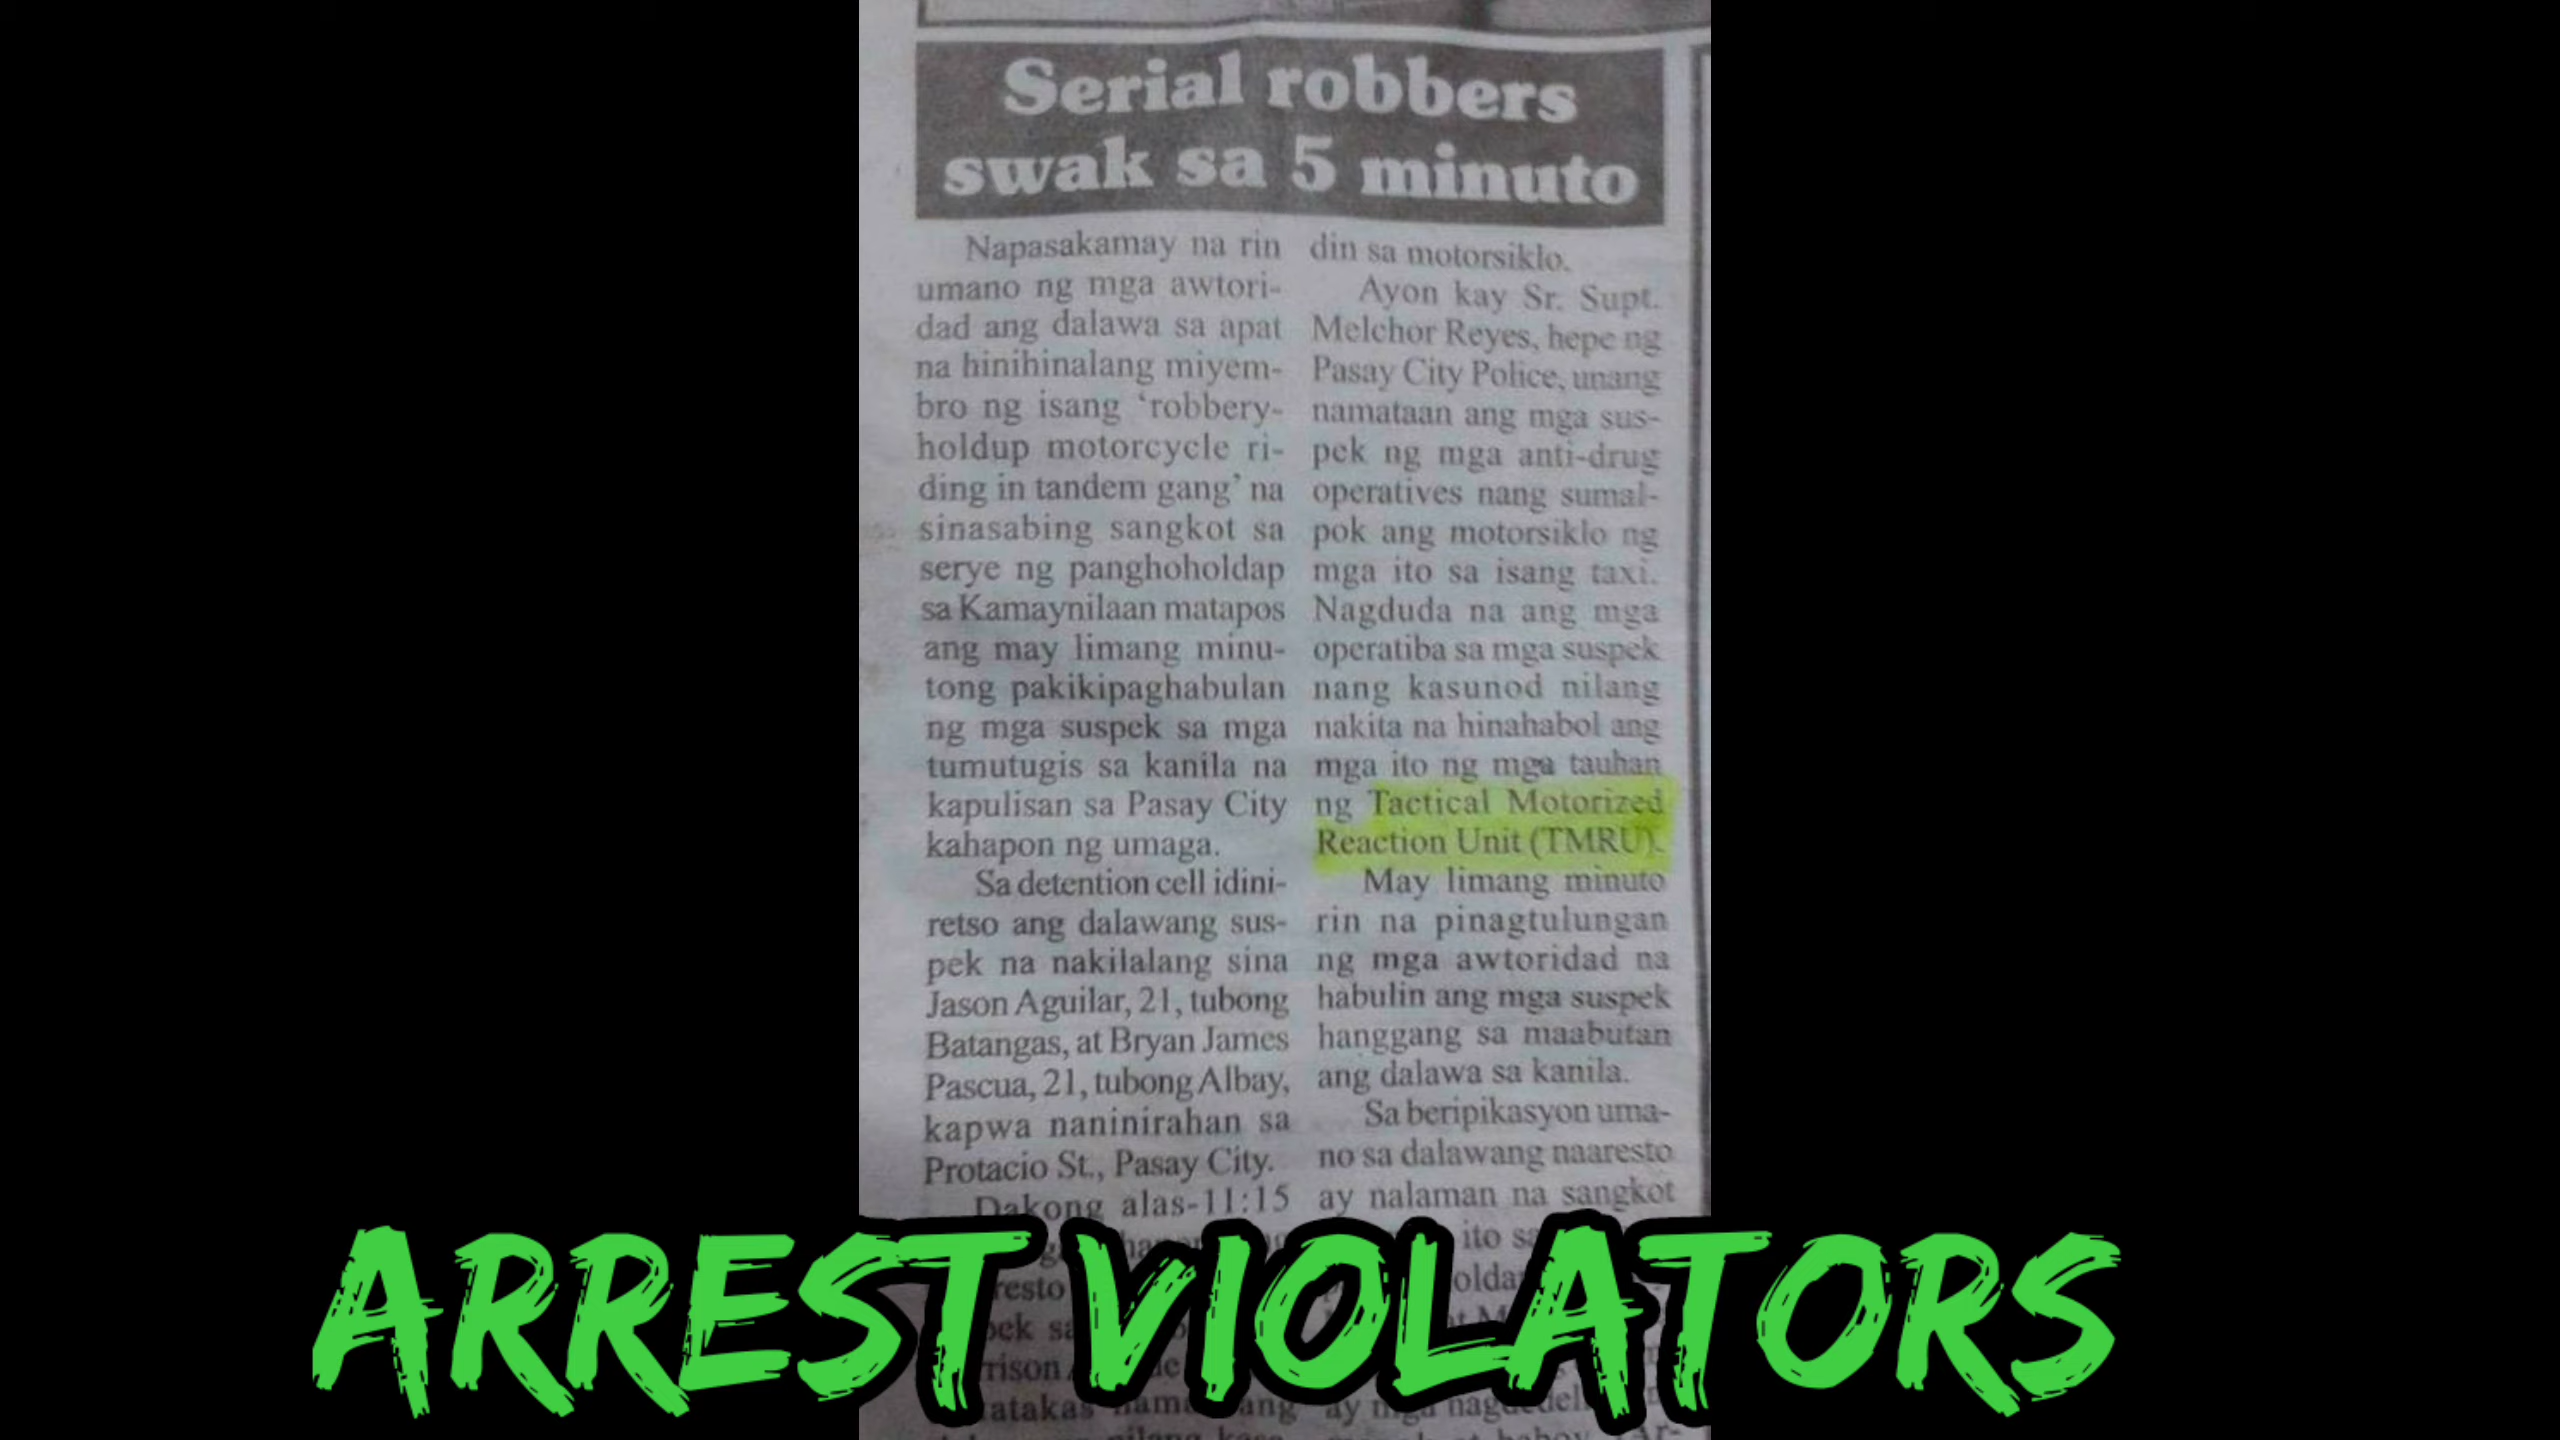 Serial robbers
swak sa 5 minuto
Napasakamay na rin
umano ng mga awtori-
dad ang dalawa sa apat
na hinihinalang miyem-
bro ng isang ‘robbery-
holdup motorcycle ri-
ding in tandem gang’ na
sinasabing sangkot sa
serye ng panghoholdap
sa Kamaynilaan matapos
ang may limang minu-
tong pakikipaghabulan
ng mga suspek sa mga
tumutugis sa kanila na
kapulisan sa Pasay City
kahapon ng umaga.
Sa detention cell idini-
retso ang dalawang sus-
pek na nakilalang sina
Jason Aguilar, 21, tubong
Batangas, at Bryan James
Pascua, 21, tubong Albay,
kapwa naninirahan sa
Protacio St., Pasay City.
Dakong alas-11:15
din sa motorsiklo.
Ayon kay Sr. Supt.
Melchor Reyes, hepe ng
Pasay City Police, unang
namataan ang mga sus-
pek ng mga anti-drug
operatives nang sumal-
pok ang motorsiklo ng
mga ito sa isang taxi.
Nagduda na ang mga
operatiba sa mga suspek
nang kasunod nilang
nakita na hinahabol ang
mga ito ng mga tauhan
ng Tactical Motorized
Reaction Unit (TMRU).
May limang minuto
rin na pinagtulungan
ng mga awtoridad na
habulin ang mga suspek
hanggang sa maabutan
ang dalawa sa kanila.
Sa beripikasyon uma-
no sa dalawang naaresto
ay nalaman na sangkot
ito
ARREST VIOLATORS